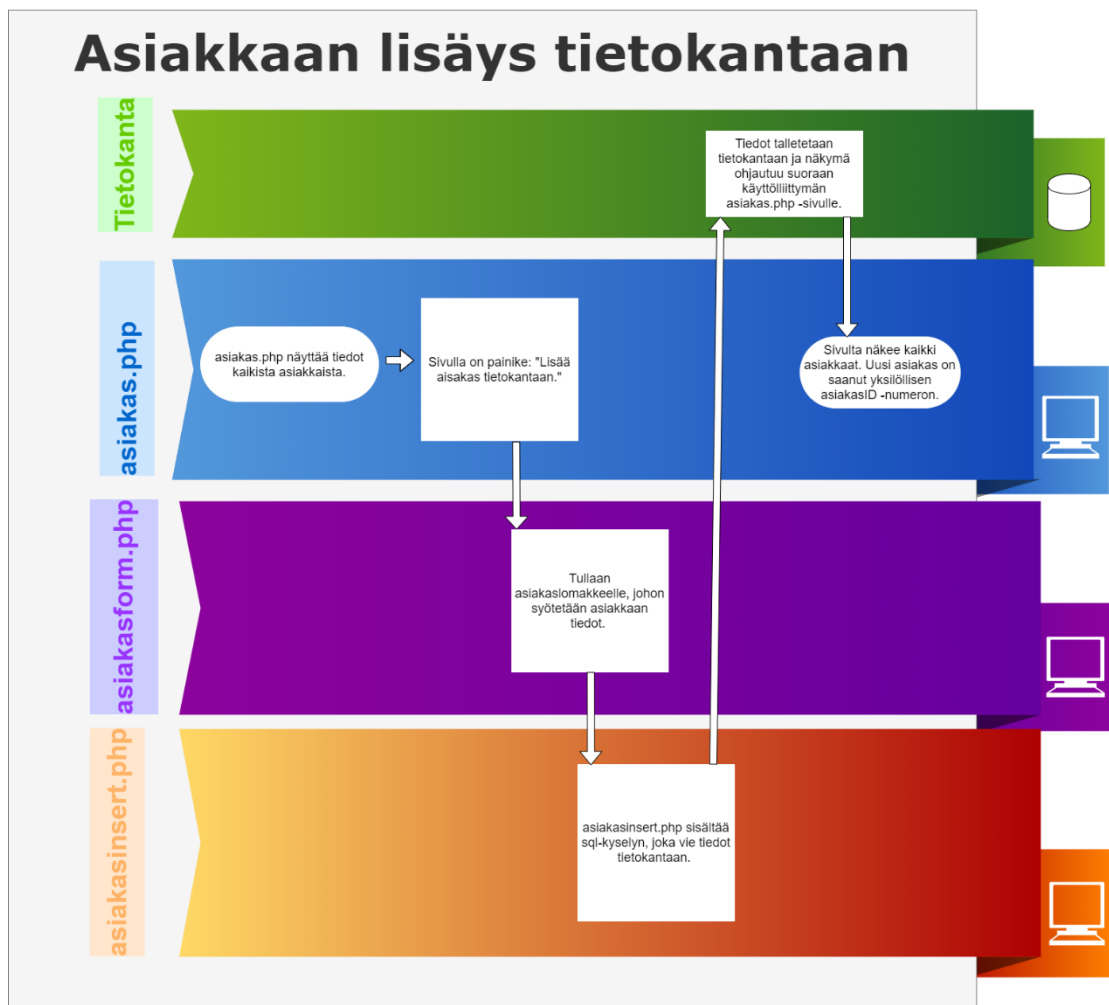 Asiakkaan lisäys tietokantaan
Tietokanta
Tiedot talletetaan
tietokantaan ja näkymä
ohjautuu suoraan
käyttölliittymän
asiakas.php -sivulle.
asiakas.php
asiakas.php näyttää tiedot
kaikista asiakkaista.
Sivulla on painike: "Lisää
aisakas tietokantaan."
Sivulta näkee kaikki
asiakkaat. Uusi asiakas on
saanut yksilöllisen
asiakasID -numeron.
asiakasform.php
Tullaan
asiakaslomakkeelle, johon
syötetään asiakkaan
tiedot.
asiakasinsert.php
asiakasinsert.php sisältää
sql-kyselyn, joka vie tiedot
tietokantaan.